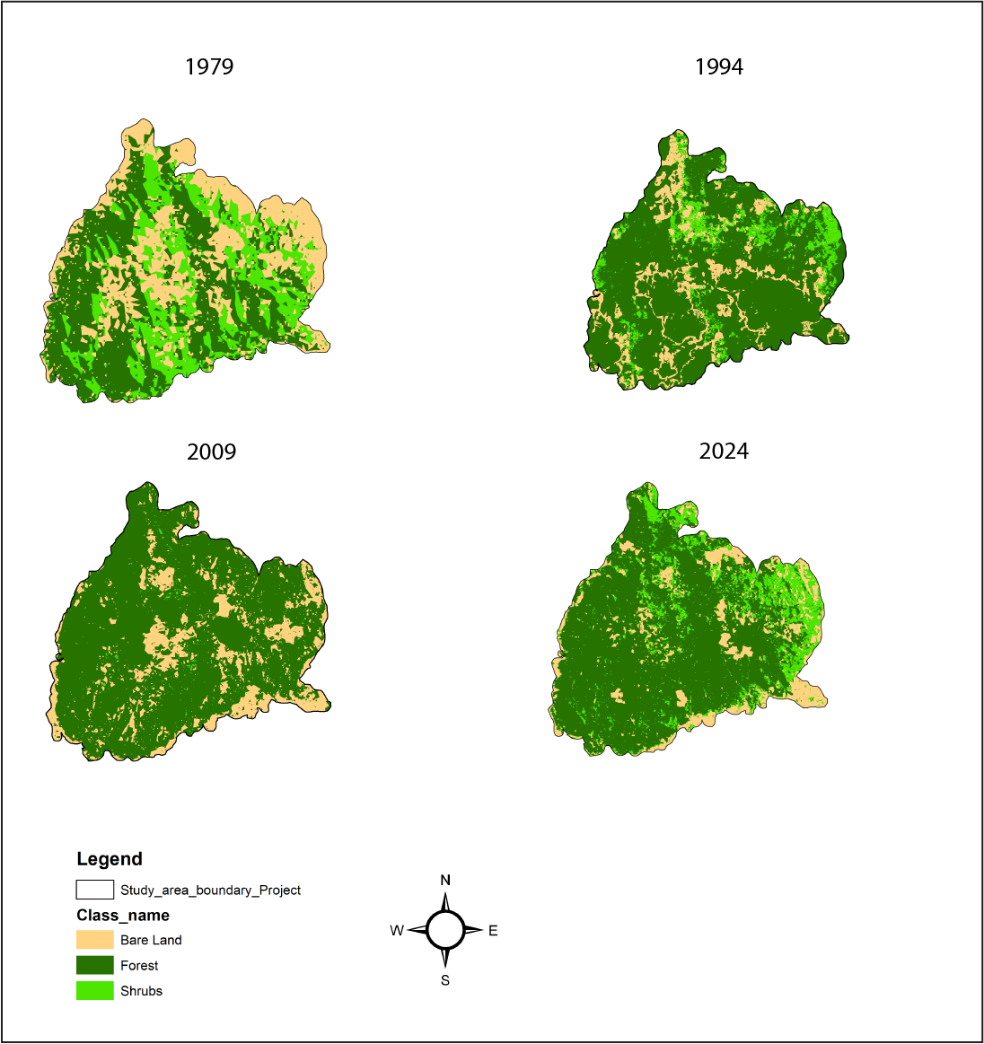 1979
1994
2009
2024
Legend
Study_area_boundary_Project
Class_name
Bare Land
Forest
Shrubs
N
W E
S